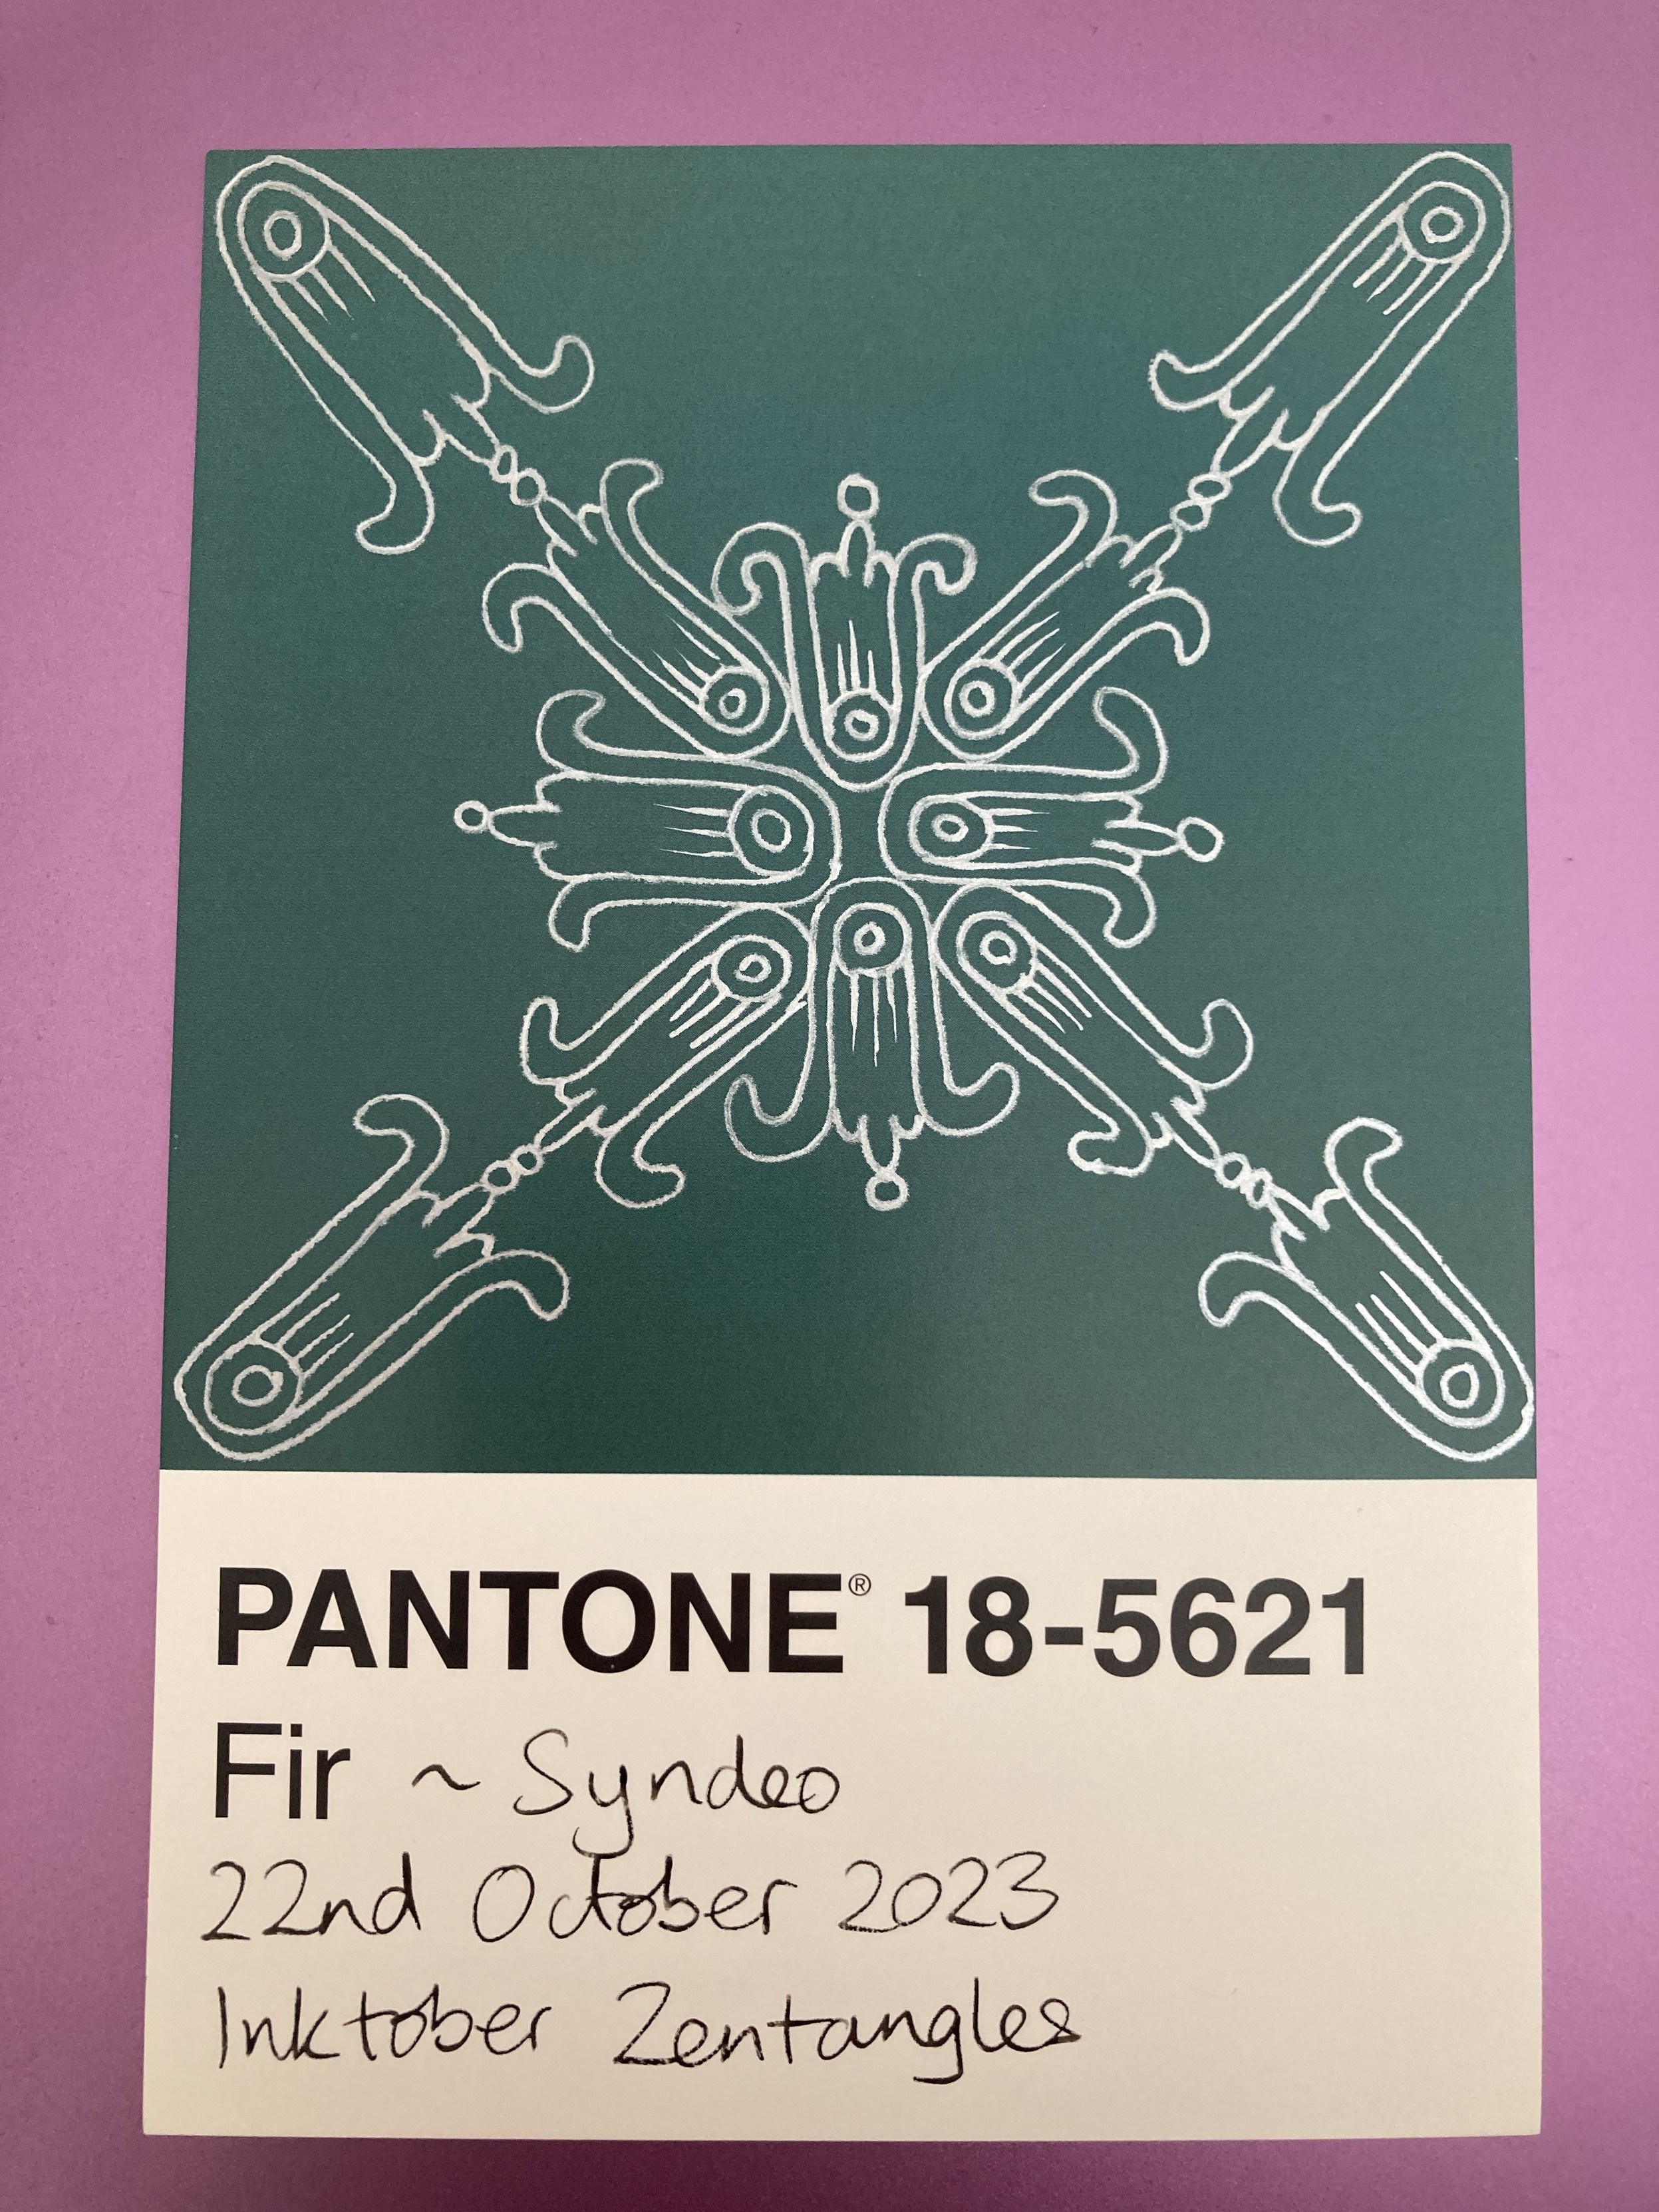 PANTONE® 18-5621
Fir ~ Syndeo
22nd October 2023
Inktober Zentangles